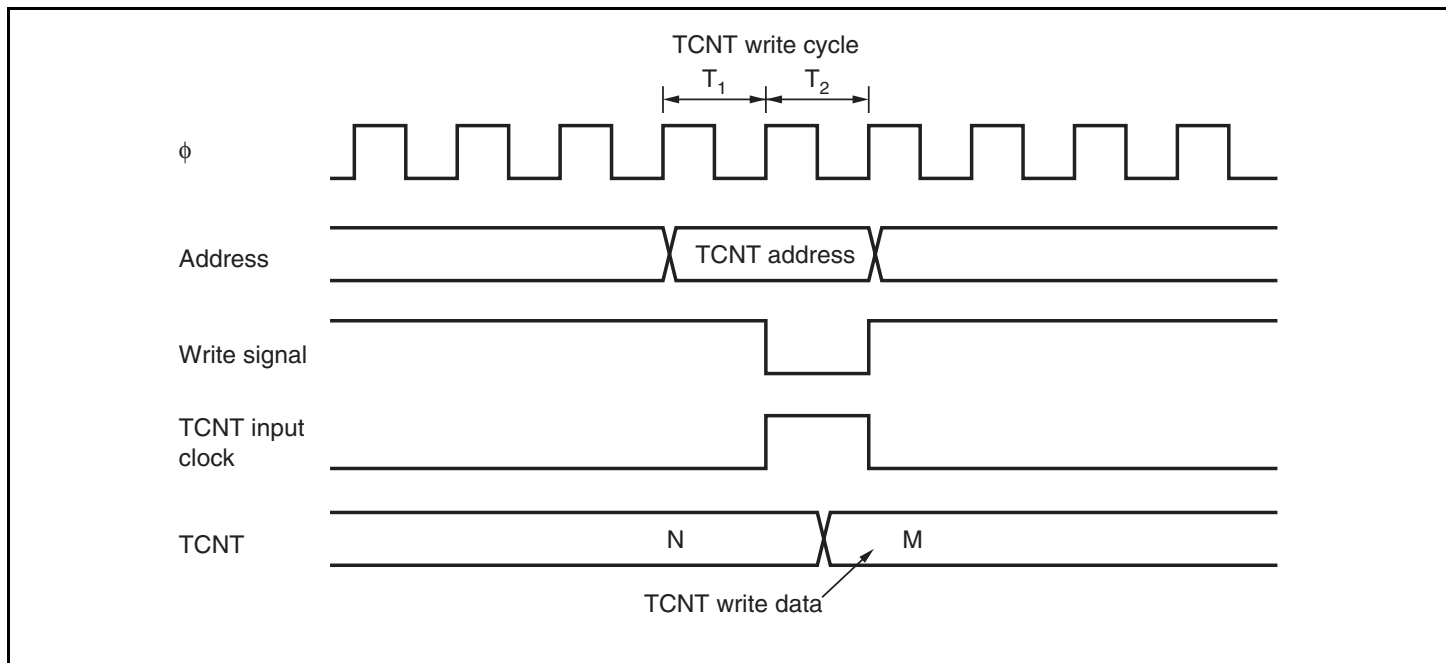 TCNT write cycle
T1 T2
ϕ
Address
TCNT address
Write signal
TCNT input
clock
TCNT
N M
TCNT write data